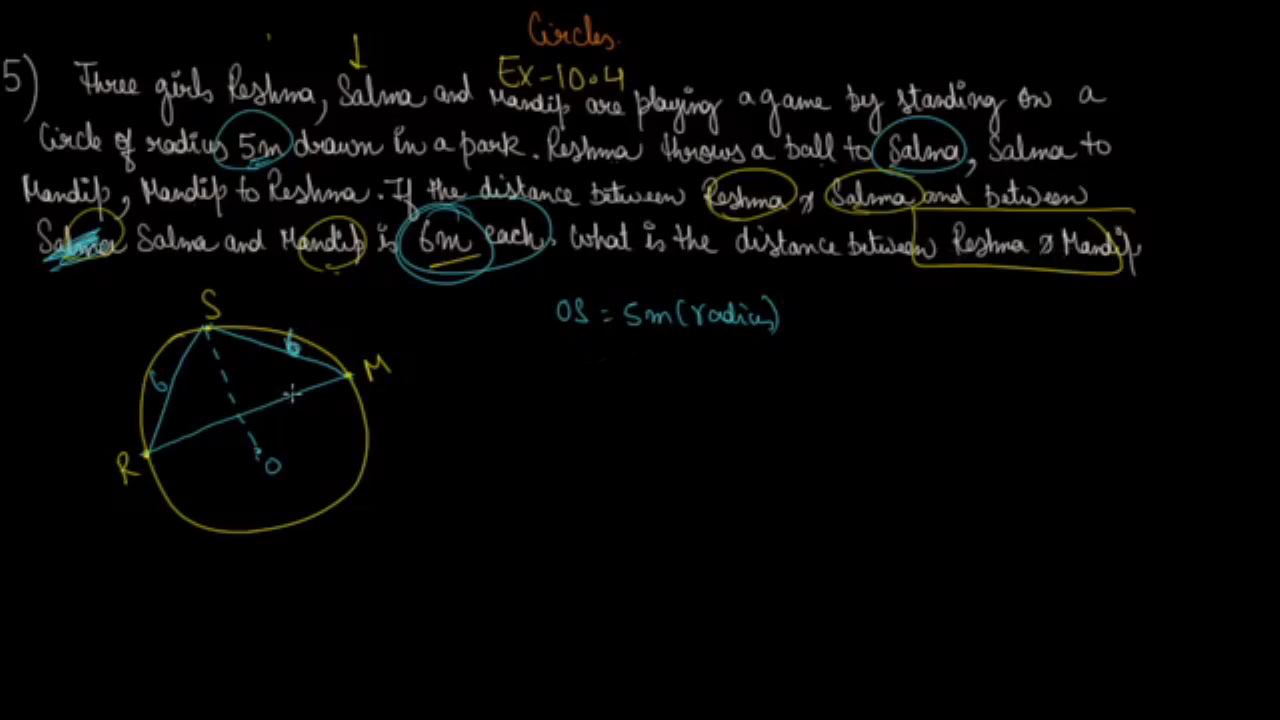 Circles.
Ex-10.4
5) Three girls Reshma, Salma and Mandip are playing a game by standing on a
Circle of radius 5m drawn in a park. Reshma throws a ball to Salma, Salma to
Mandip, Mandip to Reshma. If the distance between Reshma & Salma and between
Salma Salma and Mandip is 6m each. What is the distance between Reshma & Mandip
OS = 5m (radius)
S
6
6
M
R
O